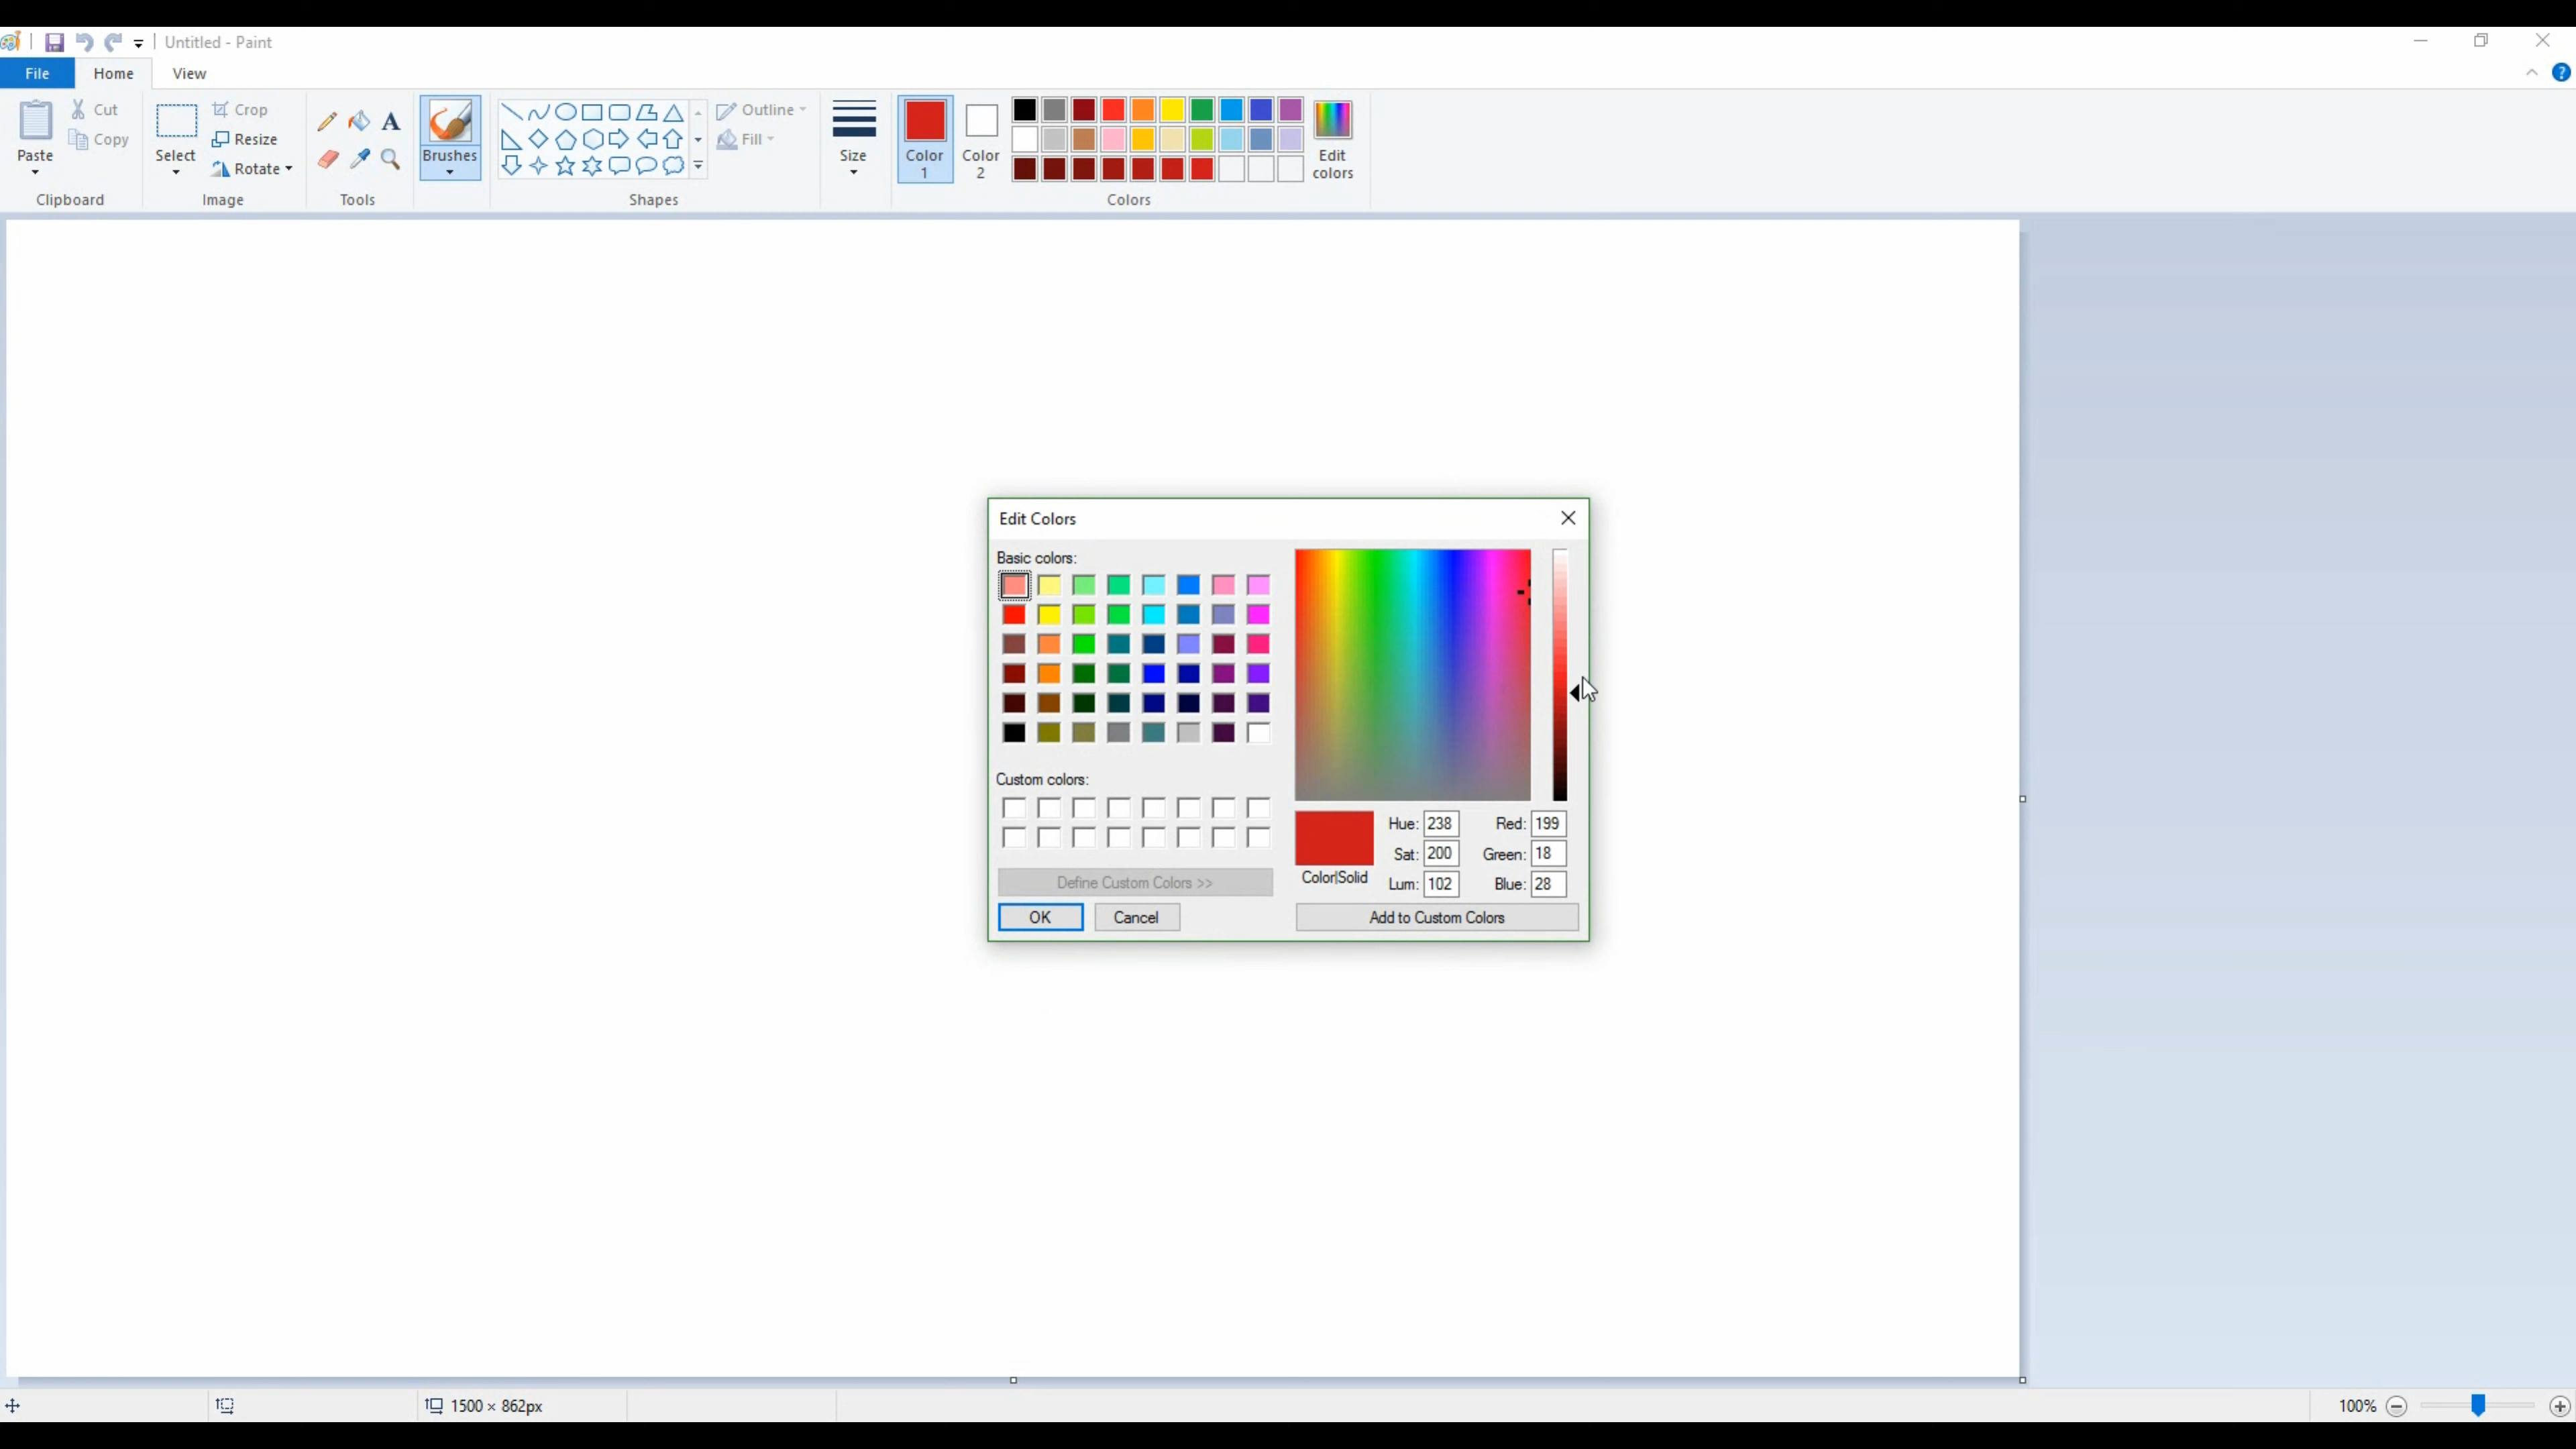 Untitled - Paint
File Home View
Paste
Cut
Copy
Clipboard
Select
Crop
Resize
Rotate
Image
A
Tools
Brushes
Shapes
Outline
Fill
Size
Color
1
Color
2
Colors
Edit
colors
?
Edit Colors
Basic colors:
Custom colors:
Define Custom Colors >>
OK Cancel
Color|Solid
Hue: 238 Red: 199
Sat: 200 Green: 18
Lum: 102 Blue: 28
Add to Custom Colors
1500 × 862px
100%